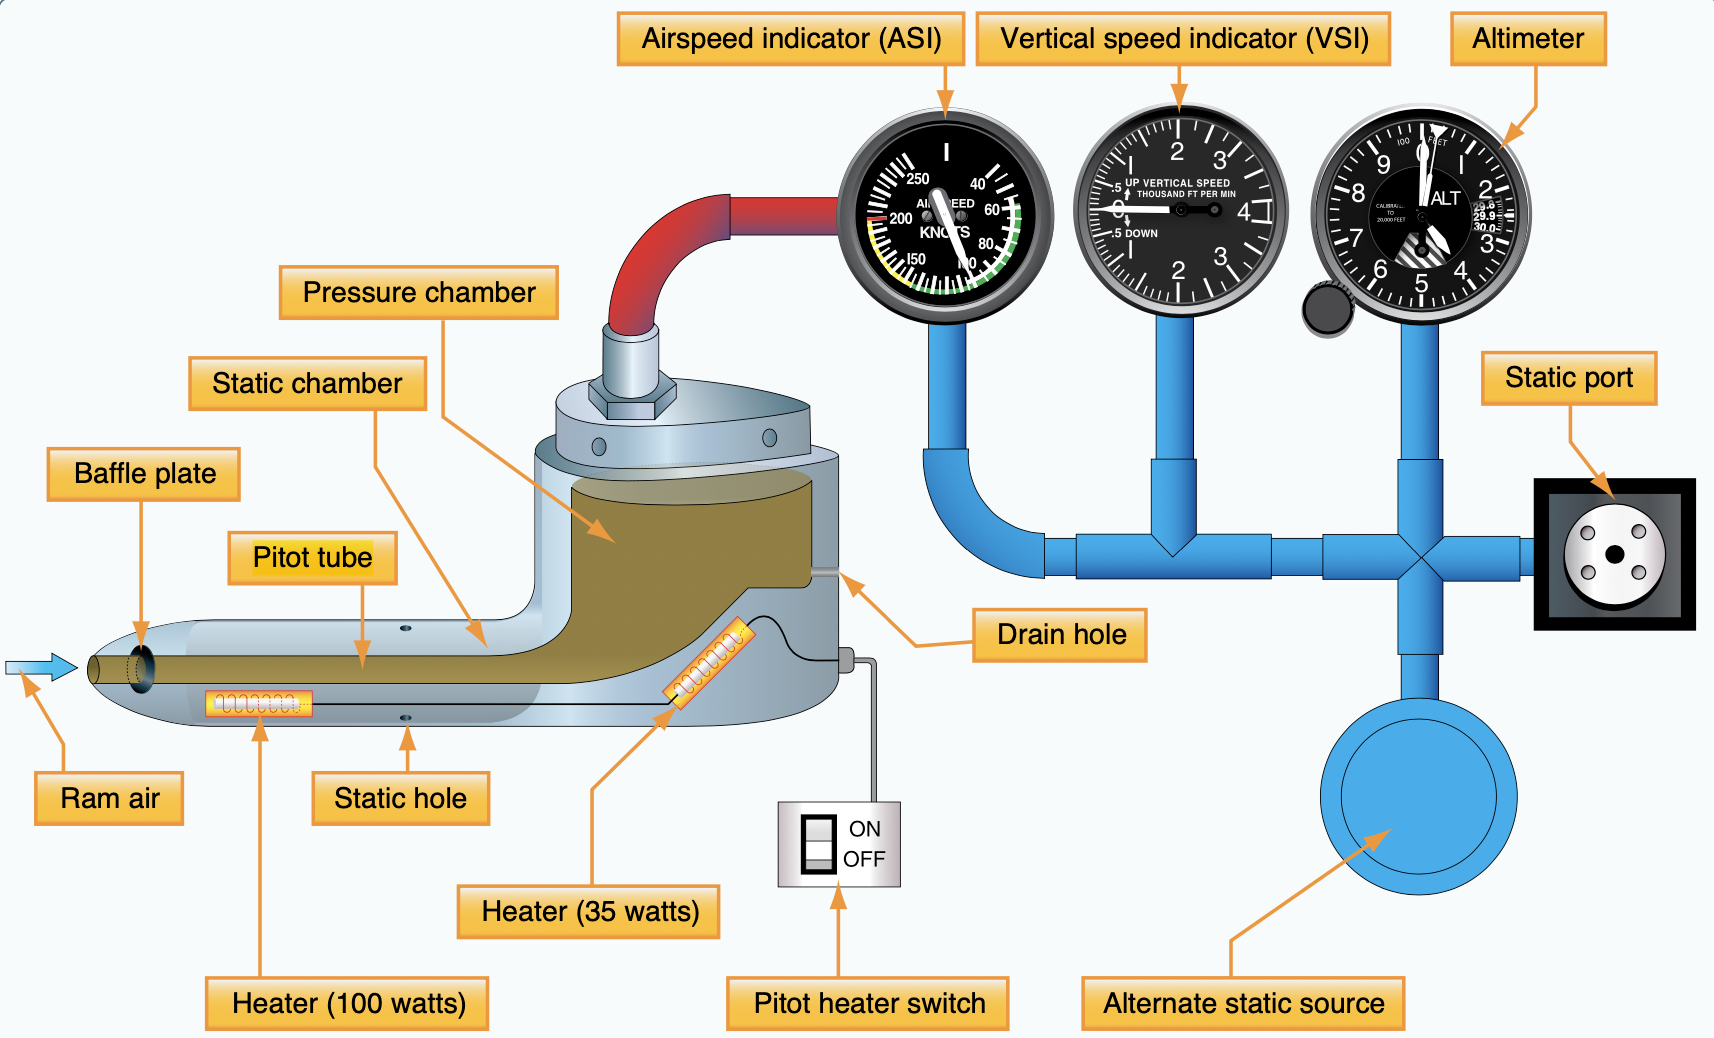 Airspeed indicator (ASI)
Vertical speed indicator (VSI)
Altimeter
250
40
AIRSPEED
60
200
KNOTS
80
150
100
1
2
3
.5
UP VERTICAL SPEED
THOUSAND FT PER MIN
0
4
.5 DOWN
1
2
3
100
FEET
0
9
1
8
2
ALT
TO
20,000 FEET
29.8
29.9
30.0
7
3
6
4
5
Pressure chamber
Static chamber
Static port
Baffle plate
Pitot tube
Drain hole
Ram air
Static hole
ON
OFF
Heater (35 watts)
Heater (100 watts)
Pitot heater switch
Alternate static source